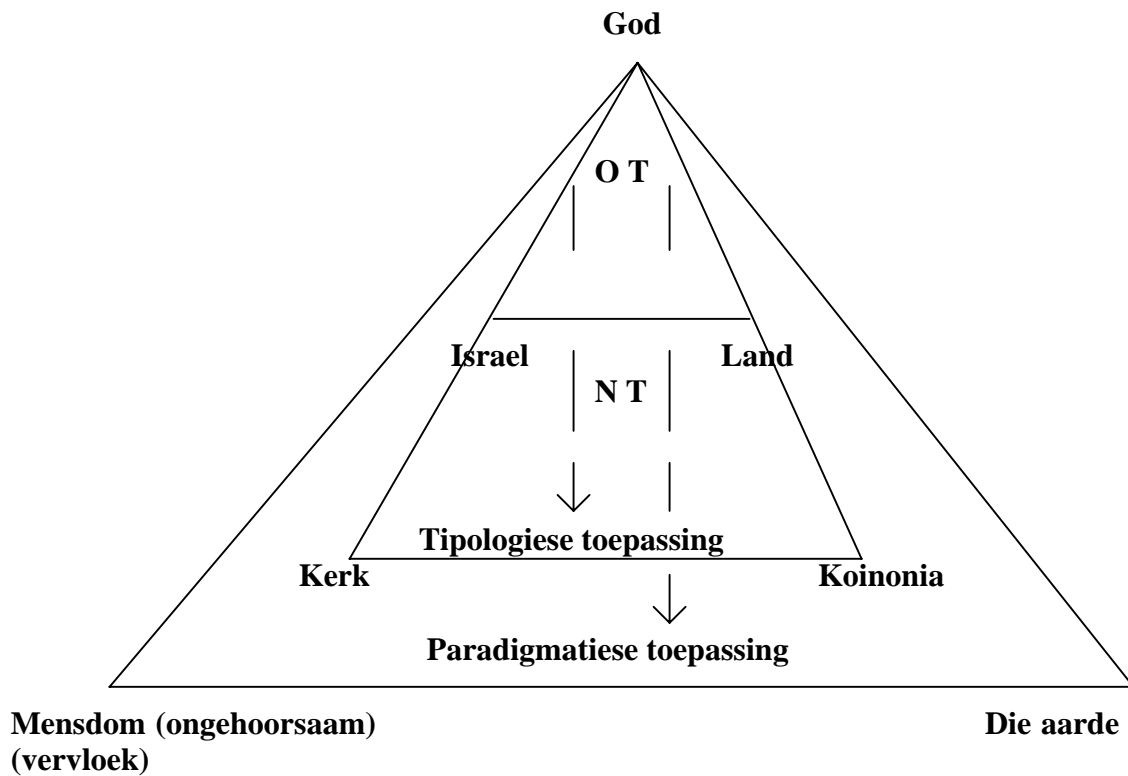 God
O T
Israel
Land
N T
Tipologiese toepassing
Kerk
Koinonia
Paradigmatiese toepassing
Mensdom (ongehoorsaam)
Die aarde
(vervloek)